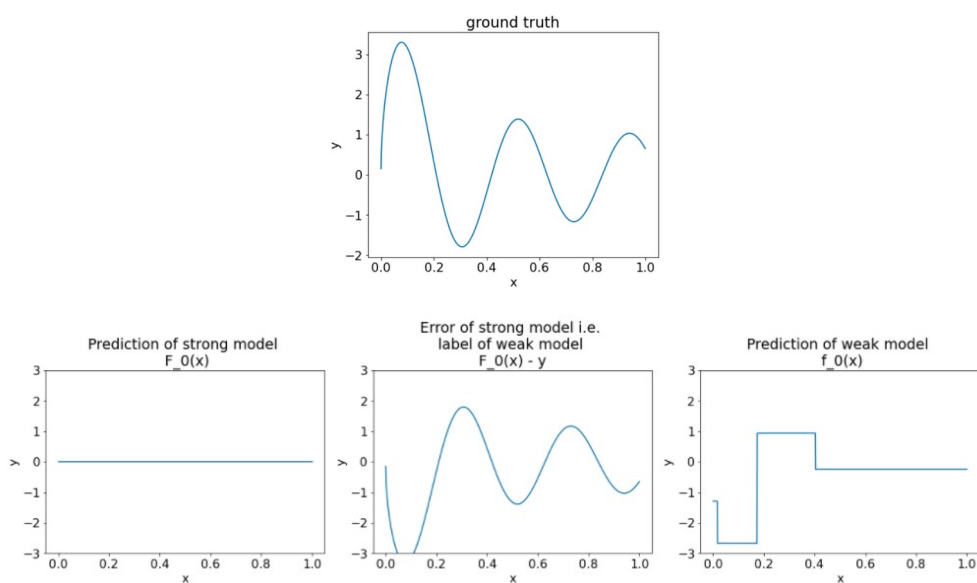 ground truth
3
2
1
0
−1
−2
y
0.0 0.2 0.4 0.6 0.8 1.0
x
Prediction of strong model
F_0(x)
3
2
1
0
−1
−2
−3
y
0.0 0.2 0.4 0.6 0.8 1.0
x
Error of strong model i.e.
label of weak model
F_0(x) - y
3
2
1
0
−1
−2
−3
y
0.0 0.2 0.4 0.6 0.8 1.0
x
Prediction of weak model
f_0(x)
3
2
1
0
−1
−2
−3
y
0.0 0.2 0.4 0.6 0.8 1.0
x